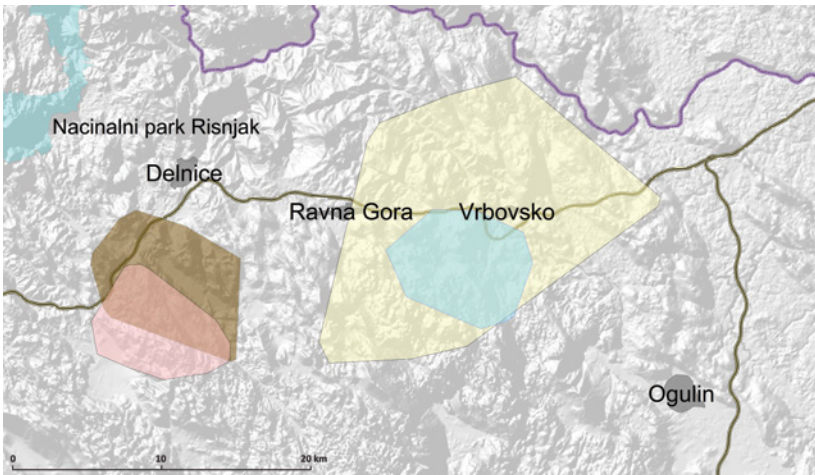 Nacinalni park Risnjak
Delnice
Ravna Gora
Vrbovsko
Ogulin
0
10
20 km